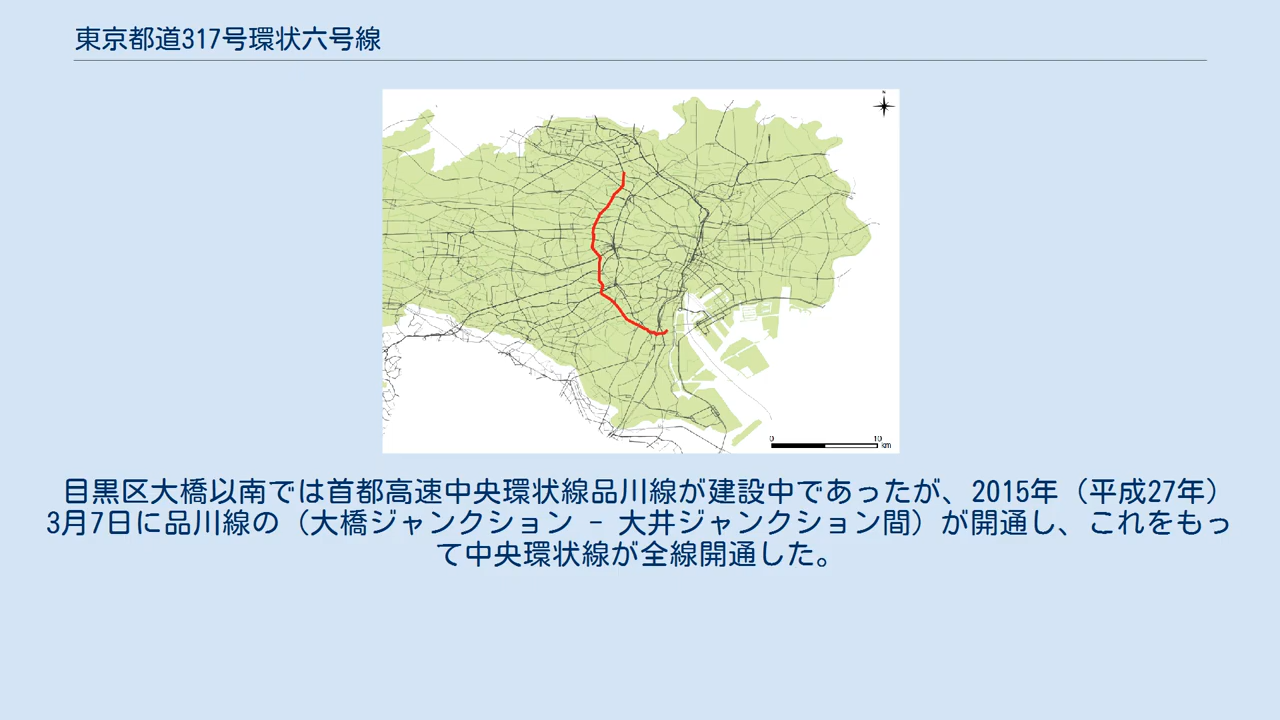 東京都道317号環状六号線
N
0 10
km
目黒区大橋以南では首都高速中央環状線品川線が建設中であったが、2015年（平成27年）
3月7日に品川線の（大橋ジャンクション - 大井ジャンクション間）が開通し、これをもっ
て中央環状線が全線開通した。